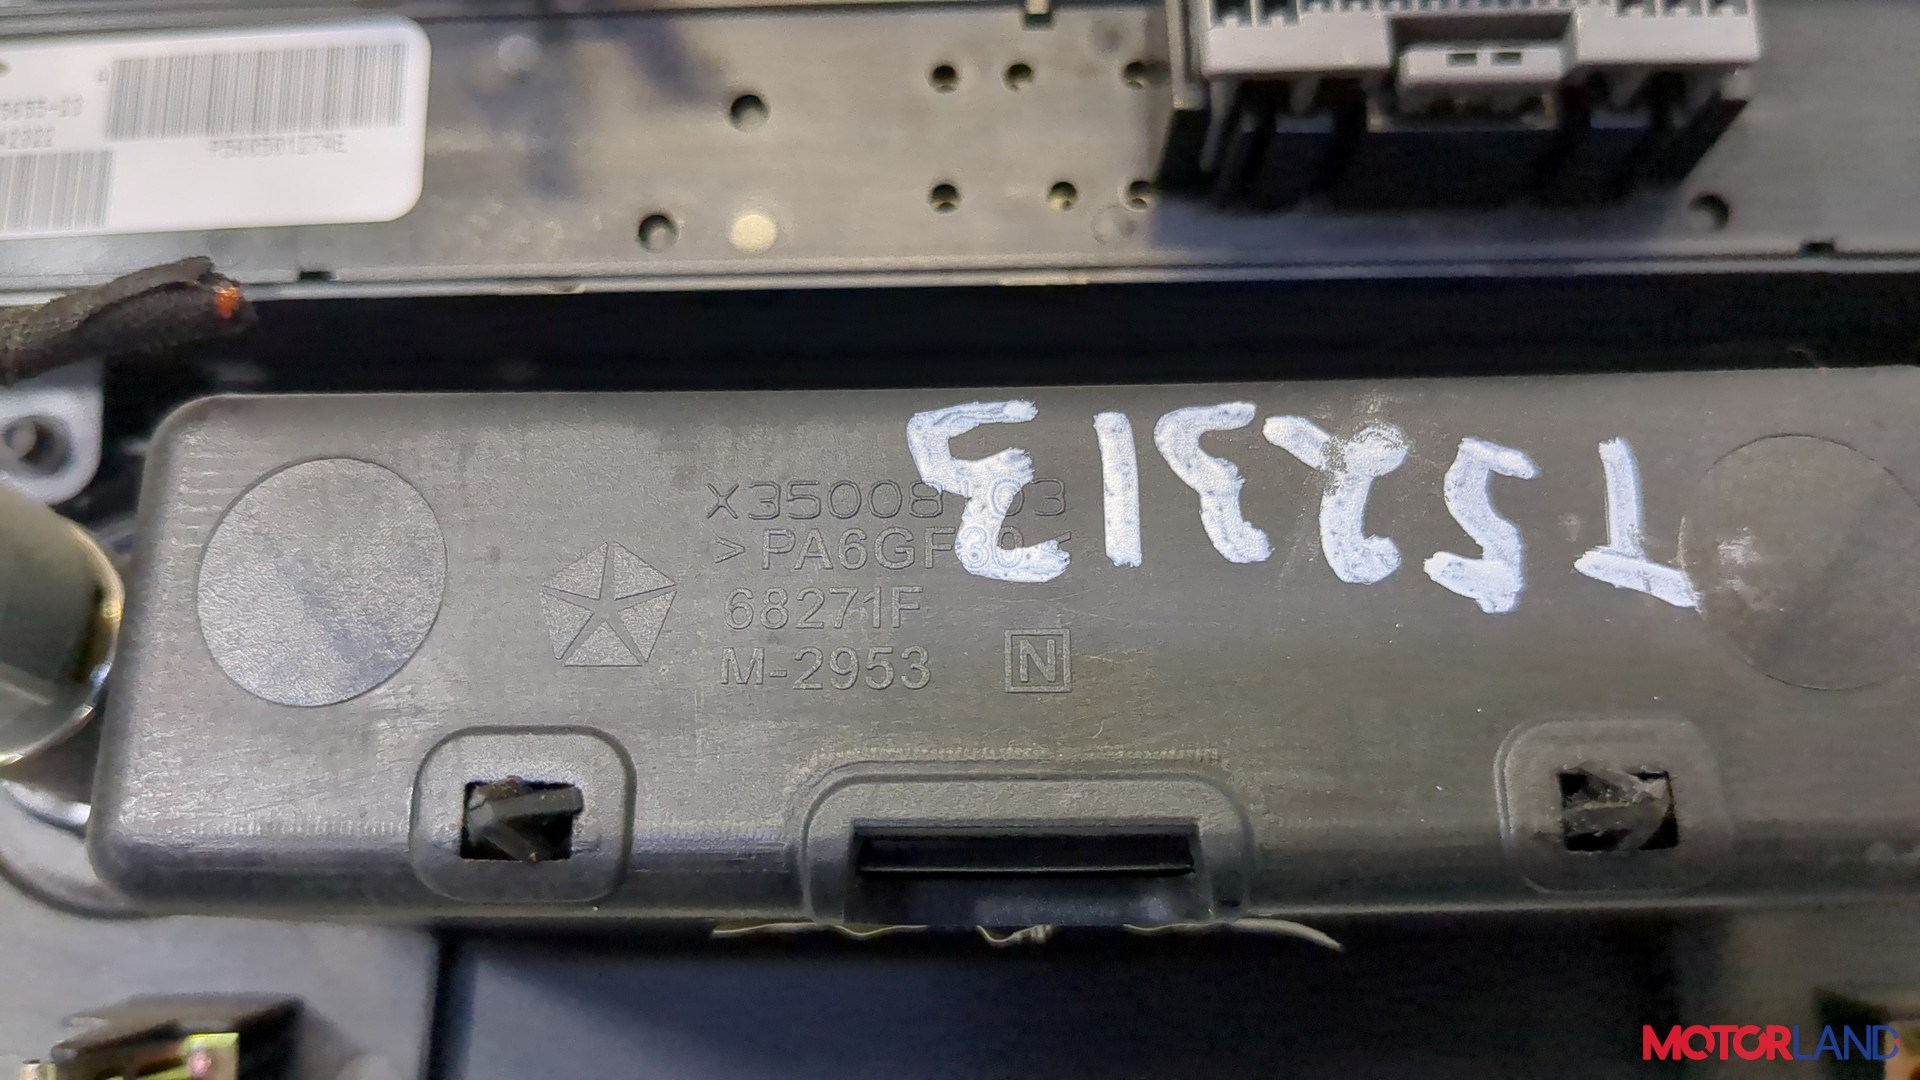 T52313
X35008103
>PA6GF30<
68271F
M-2953 N
MOTORLAND